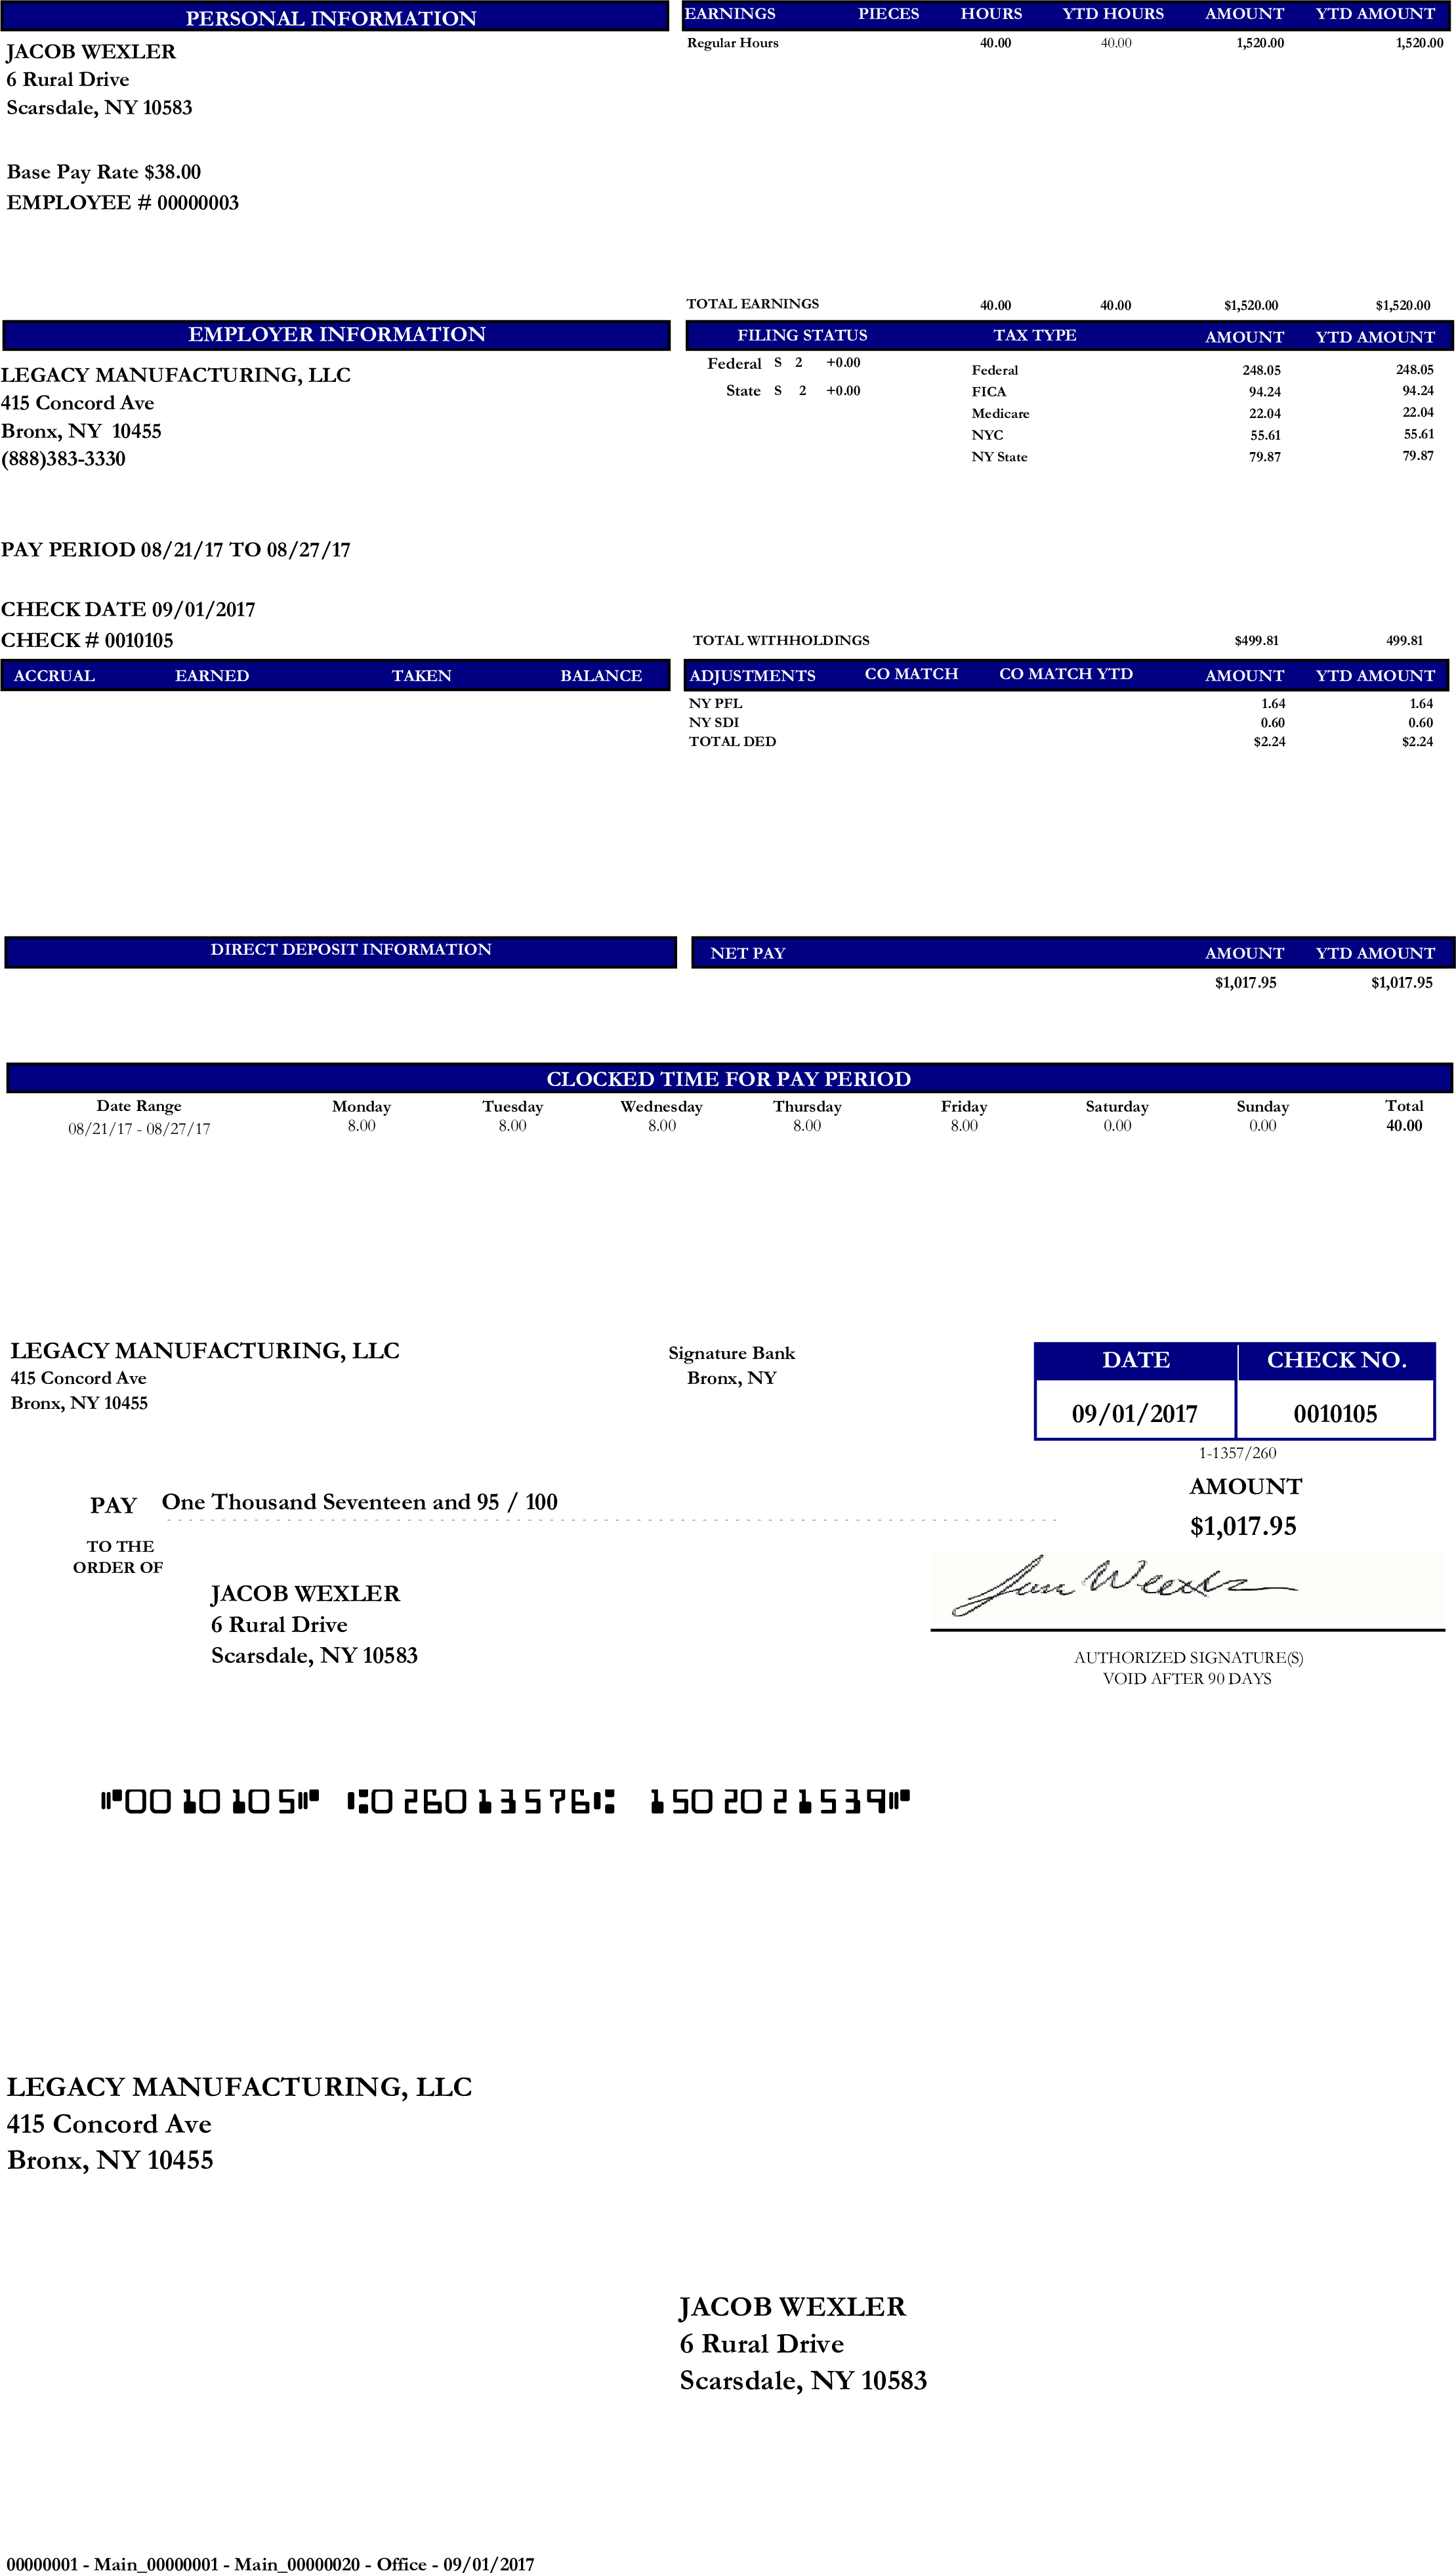 PERSONAL INFORMATION
JACOB WEXLER
6 Rural Drive
Scarsdale, NY 10583
Base Pay Rate $38.00
EMPLOYEE # 00000003
EARNINGS PIECES HOURS YTD HOURS AMOUNT YTD AMOUNT
Regular Hours 40.00 40.00 1,520.00 1,520.00
TOTAL EARNINGS 40.00 40.00 $1,520.00 $1,520.00
EMPLOYER INFORMATION
LEGACY MANUFACTURING, LLC
415 Concord Ave
Bronx, NY 10455
(888)383-3330
PAY PERIOD 08/21/17 TO 08/27/17
CHECK DATE 09/01/2017
CHECK # 0010105
FILING STATUS TAX TYPE AMOUNT YTD AMOUNT
Federal S 2 +0.00
State S 2 +0.00
Federal 248.05 248.05
FICA 94.24 94.24
Medicare 22.04 22.04
NYC 55.61 55.61
NY State 79.87 79.87
TOTAL WITHHOLDINGS $499.81 499.81
ACCRUAL EARNED TAKEN BALANCE
ADJUSTMENTS CO MATCH CO MATCH YTD AMOUNT YTD AMOUNT
NY PFL 1.64 1.64
NY SDI 0.60 0.60
TOTAL DED $2.24 $2.24
DIRECT DEPOSIT INFORMATION
NET PAY AMOUNT YTD AMOUNT
$1,017.95 $1,017.95
CLOCKED TIME FOR PAY PERIOD
Date Range Monday Tuesday Wednesday Thursday Friday Saturday Sunday Total
08/21/17 - 08/27/17 8.00 8.00 8.00 8.00 8.00 0.00 0.00 40.00
LEGACY MANUFACTURING, LLC
415 Concord Ave
Bronx, NY 10455
Signature Bank
Bronx, NY
DATE CHECK NO.
09/01/2017 0010105
1-1357/260
AMOUNT
$1,017.95
PAY One Thousand Seventeen and 95 / 100
TO THE
ORDER OF
JACOB WEXLER
6 Rural Drive
Scarsdale, NY 10583
AUTHORIZED SIGNATURE(S)
VOID AFTER 90 DAYS
⑈0010105⑈ ⑆026013576⑆ 1502021539⑈
LEGACY MANUFACTURING, LLC
415 Concord Ave
Bronx, NY 10455
JACOB WEXLER
6 Rural Drive
Scarsdale, NY 10583
00000001 - Main_00000001 - Main_00000020 - Office - 09/01/2017